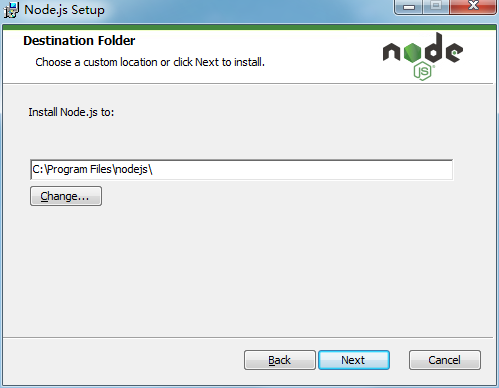 Node.js Setup
Destination Folder
Choose a custom location or click Next to install.
node
JS
Install Node.js to:
C:\Program Files\nodejs\
Change...
Back
Next
Cancel